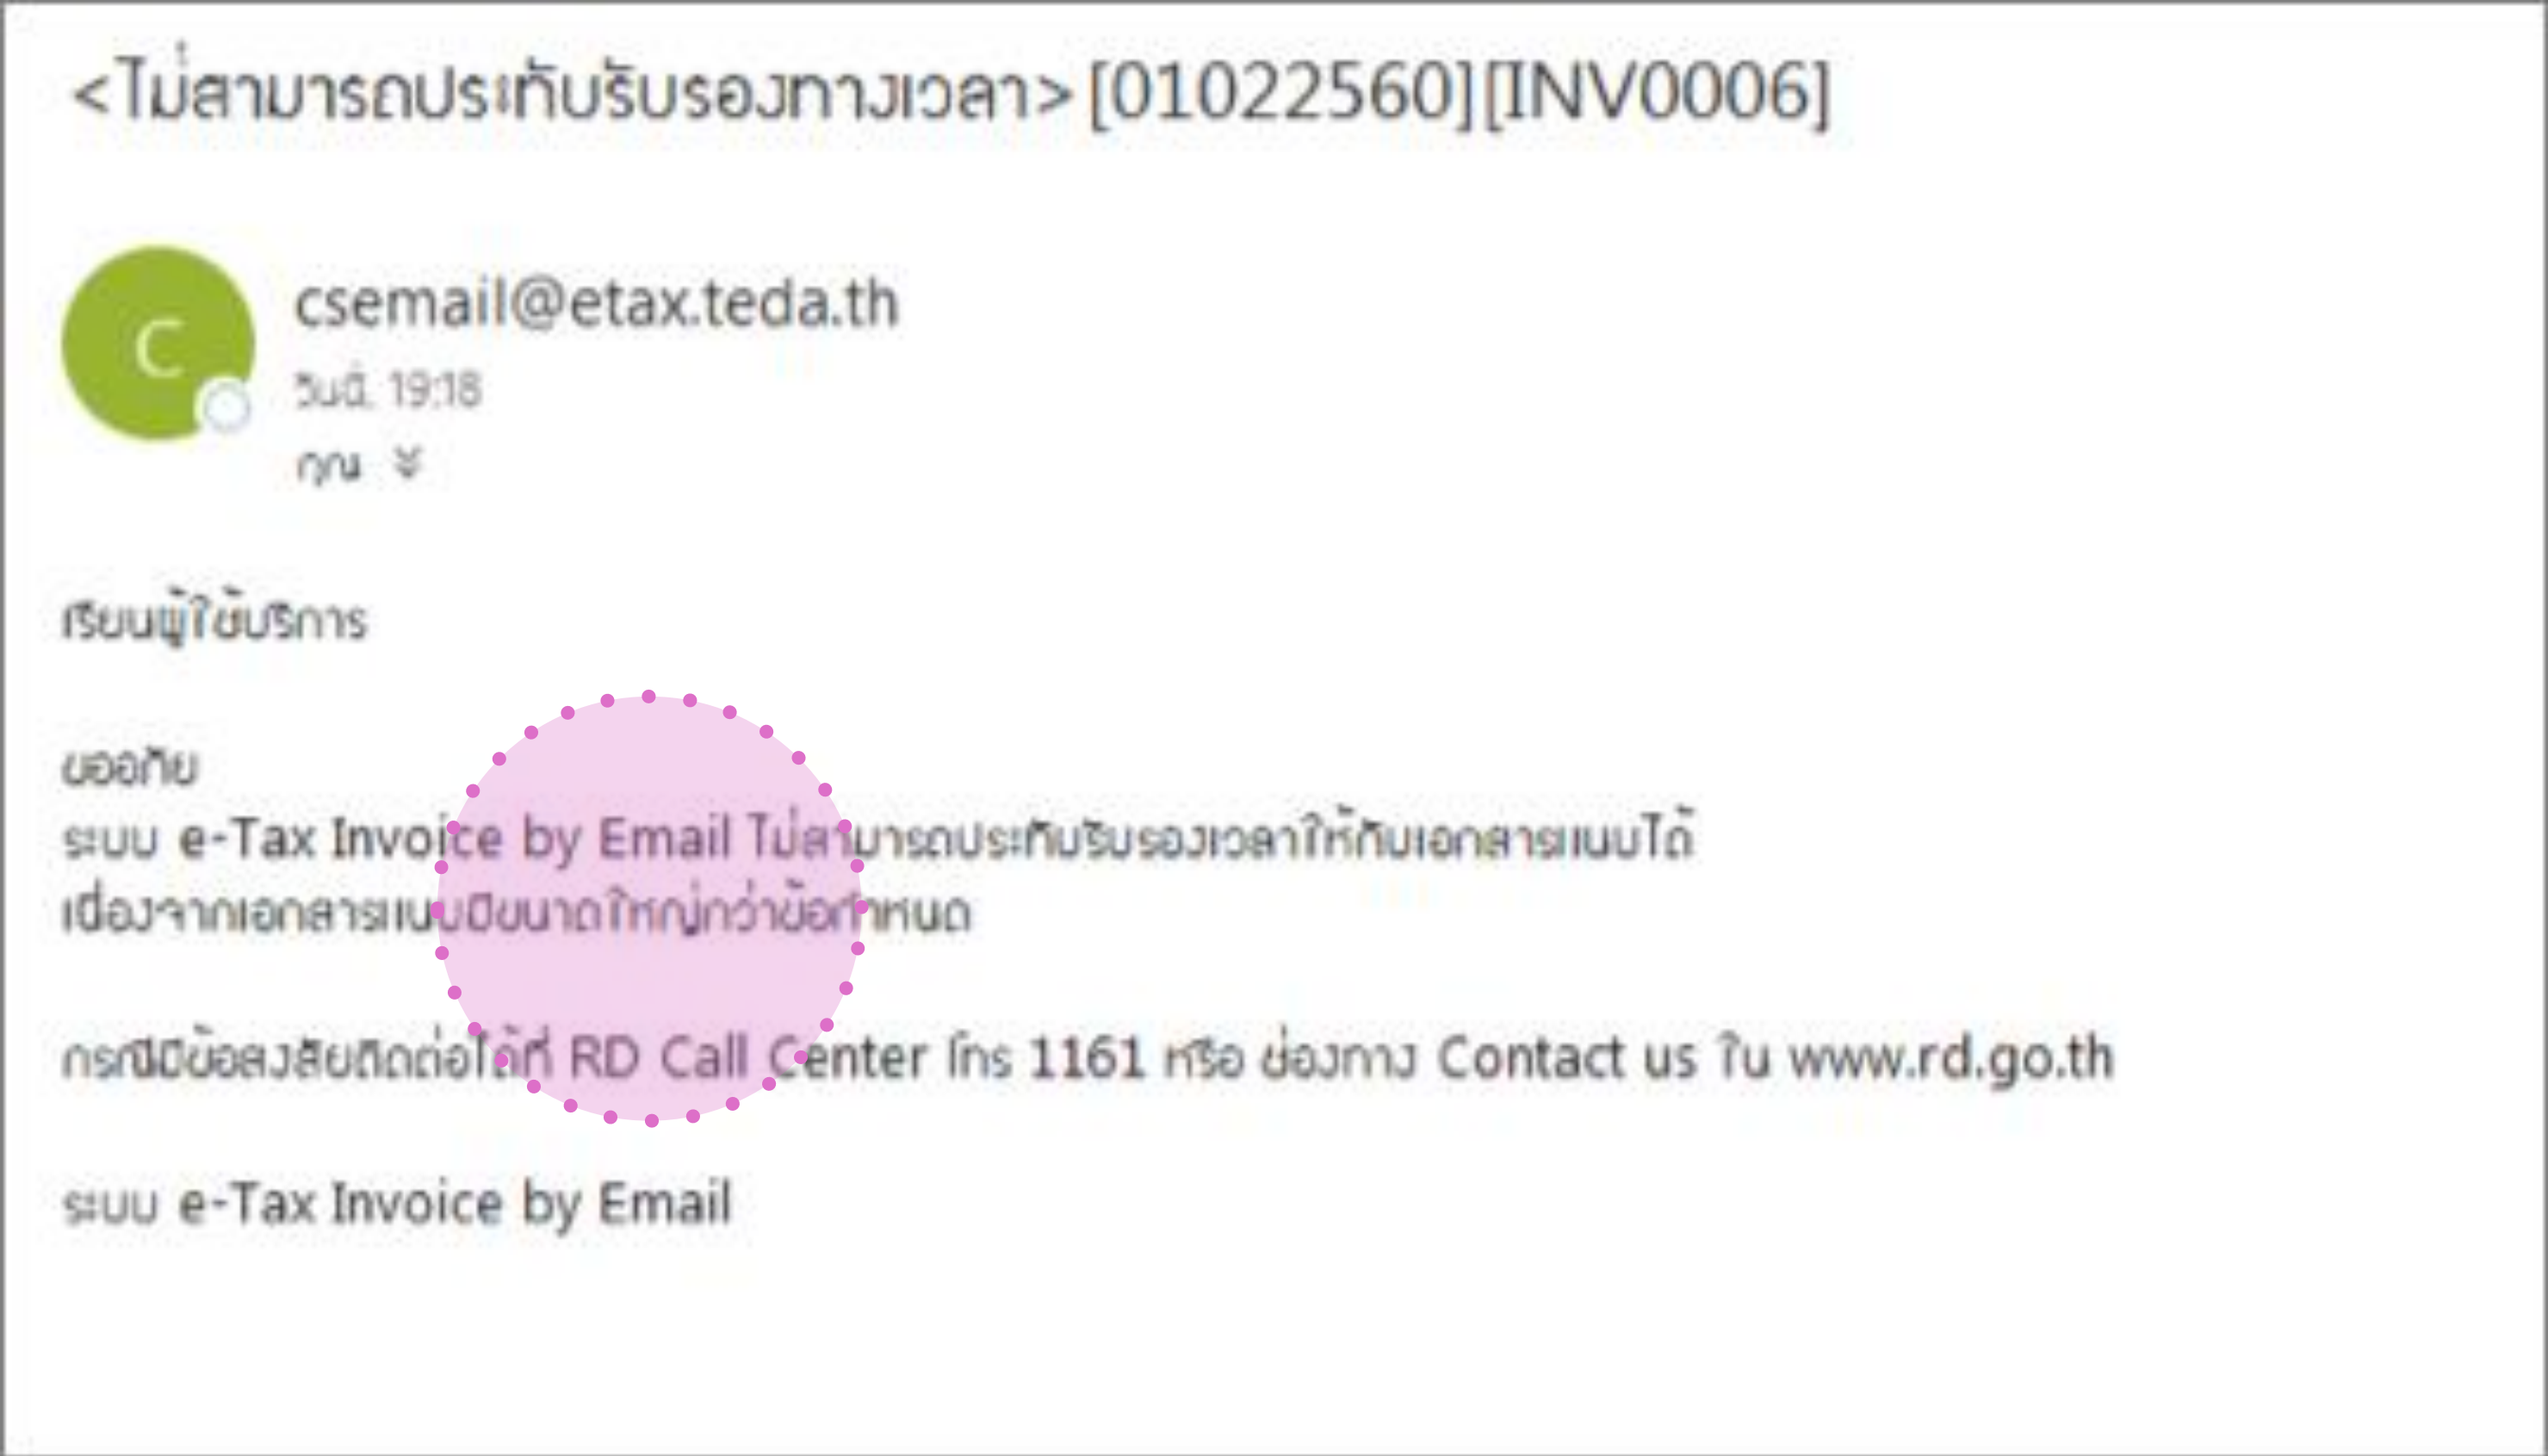 <ไม่สามารถประทับรับรองทางเวลา> [01022560][INV0006]
C
csemail@etax.teda.th
วันนี้, 19:18
คุณ
เรียนผู้ใช้บริการ
ขออภัย
ระบบ e-Tax Invoice by Email ไม่สามารถประทับรับรองเวลาให้กับเอกสารแนบได้
เนื่องจากเอกสารแนบมีขนาดใหญ่กว่าข้อกำหนด
กรณีมีข้อสงสัยติดต่อได้ที่ RD Call Center โทร 1161 หรือ ช่องทาง Contact us ใน www.rd.go.th
ระบบ e-Tax Invoice by Email